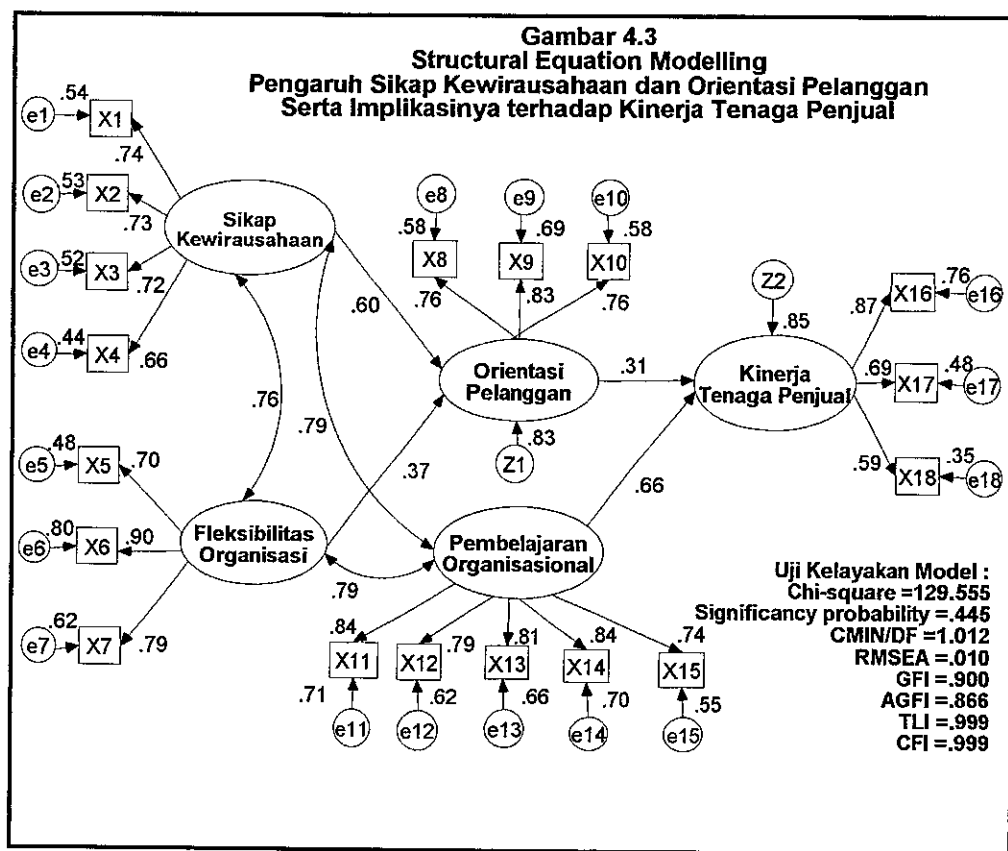 Gambar 4.3
Structural Equation Modelling
Pengaruh Sikap Kewirausahaan dan Orientasi Pelanggan
Serta Implikasinya terhadap Kinerja Tenaga Penjual
e1 .54 X1
.74
e2 .53 X2
.73
e3 .52 X3
.72
e4 .44 X4
.66
Sikap
Kewirausahaan
e8 e9 e10
.58 .69 .58
X8 X9 X10
.76 .83 .76
.60
Orientasi
Pelanggan
.83
Z1
.31
Z2
.85
Kinerja
Tenaga Penjual
.87 X16 .76 e16
.69 X17 .48 e17
.59 X18 .35 e18
.76
.79
.37
.66
e5 .48 X5 .70
e6 .80 X6 .90
e7 .62 X7 .79
Fleksibilitas
Organisasi
.79
Pembelajaran
Organisasional
.84 .79 .81 .84 .74
X11 X12 X13 X14 X15
.71 .62 .66 .70 .55
e11 e12 e13 e14 e15
Uji Kelayakan Model :
Chi-square =129.555
Significancy probability =.445
CMIN/DF =1.012
RMSEA =.010
GFI =.900
AGFI =.866
TLI =.999
CFI =.999